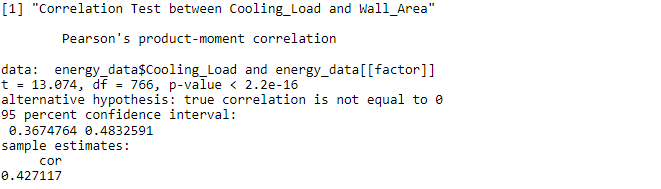 [1] "Correlation Test between Cooling_Load and Wall_Area"
Pearson's product-moment correlation
data:  energy_data$Cooling_Load and energy_data[[factor]]
t = 13.074, df = 766, p-value < 2.2e-16
alternative hypothesis: true correlation is not equal to 0
95 percent confidence interval:
 0.3674764 0.4832591
sample estimates:
     cor
0.427117